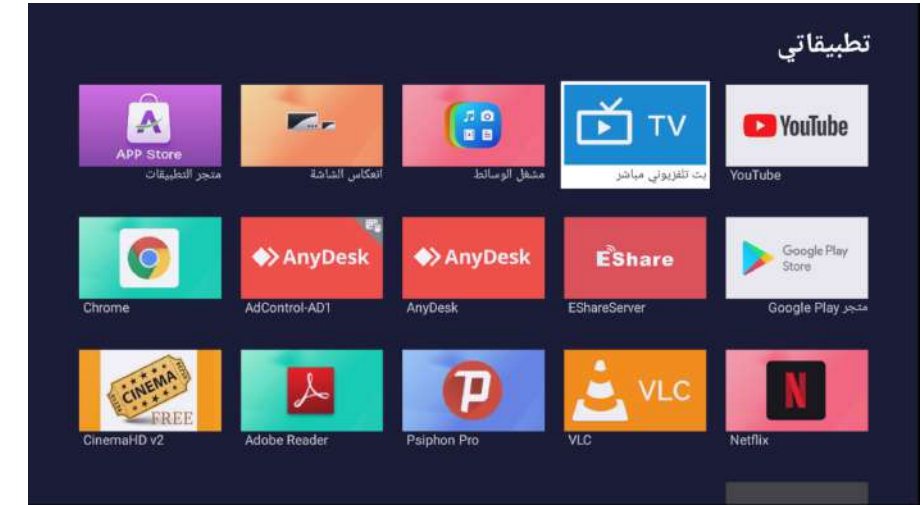 تطبيقاتي
YouTube
YouTube
TV
بث تلفزيوني مباشر
مشغل الوسائط
انعكاس الشاشة
APP Store
متجر التطبيقات
Google Play
Store
متجر Google Play
EShare
EShareServer
AnyDesk
AnyDesk
AnyDesk
AdControl-AD1
Chrome
N
Netflix
VLC
VLC
Psiphon Pro
Adobe Reader
CINEMA
FREE
CinemaHD v2